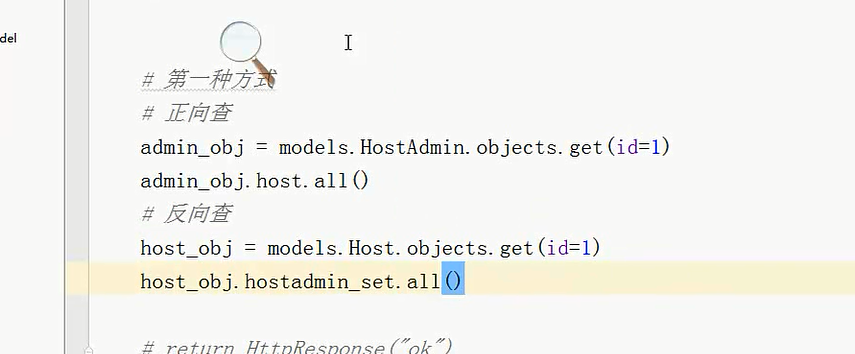 del
# 第一种方式
# 正向查
admin_obj = models.HostAdmin.objects.get(id=1)
admin_obj.host.all()
# 反向查
host_obj = models.Host.objects.get(id=1)
host_obj.hostadmin_set.all()
# return HttpResponse("ok")